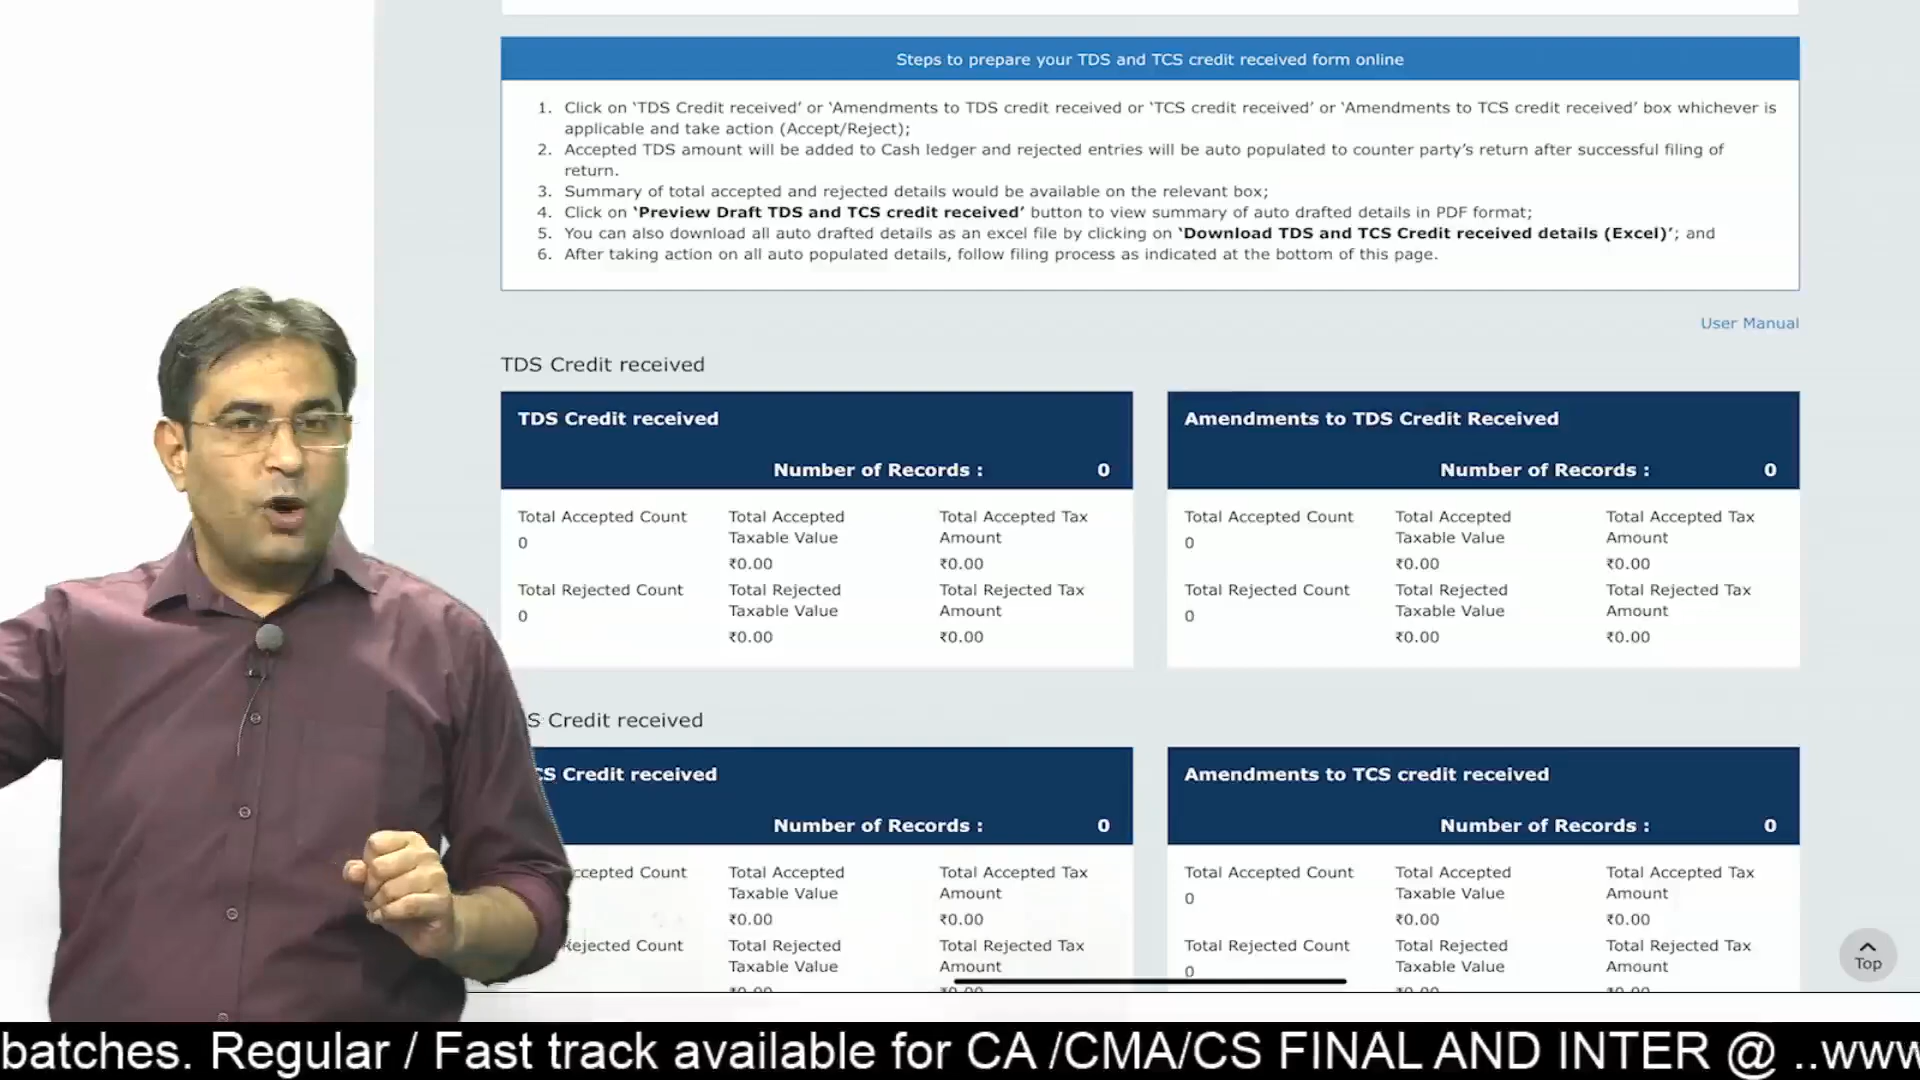 Steps to prepare your TDS and TCS credit received form online
1. Click on ‘TDS Credit received’ or ‘Amendments to TDS credit received or ‘TCS credit received’ or ‘Amendments to TCS credit received’ box whichever is
applicable and take action (Accept/Reject);
2. Accepted TDS amount will be added to Cash ledger and rejected entries will be auto populated to counter party’s return after successful filing of
return.
3. Summary of total accepted and rejected details would be available on the relevant box;
4. Click on ‘Preview Draft TDS and TCS credit received’ button to view summary of auto drafted details in PDF format;
5. You can also download all auto drafted details as an excel file by clicking on ‘Download TDS and TCS Credit received details (Excel)’; and
6. After taking action on all auto populated details, follow filing process as indicated at the bottom of this page.
User Manual
TDS Credit received
TDS Credit received
Number of Records : 0
Total Accepted Count
0
Total Accepted
Taxable Value
₹0.00
Total Accepted Tax
Amount
₹0.00
Total Rejected Count
0
Total Rejected
Taxable Value
₹0.00
Total Rejected Tax
Amount
₹0.00
Amendments to TDS Credit Received
Number of Records : 0
Total Accepted Count
0
Total Accepted
Taxable Value
₹0.00
Total Accepted Tax
Amount
₹0.00
Total Rejected Count
0
Total Rejected
Taxable Value
₹0.00
Total Rejected Tax
Amount
₹0.00
S Credit received
CS Credit received
Number of Records : 0
ccepted Count
Total Accepted
Taxable Value
₹0.00
Total Accepted Tax
Amount
₹0.00
Rejected Count
Total Rejected
Taxable Value
₹0.00
Total Rejected Tax
Amount
₹0.00
Amendments to TCS credit received
Number of Records : 0
Total Accepted Count
0
Total Accepted
Taxable Value
₹0.00
Total Accepted Tax
Amount
₹0.00
Total Rejected Count
0
Total Rejected
Taxable Value
₹0.00
Total Rejected Tax
Amount
₹0.00
Top
batches. Regular / Fast track available for CA /CMA/CS FINAL AND INTER @ ..www